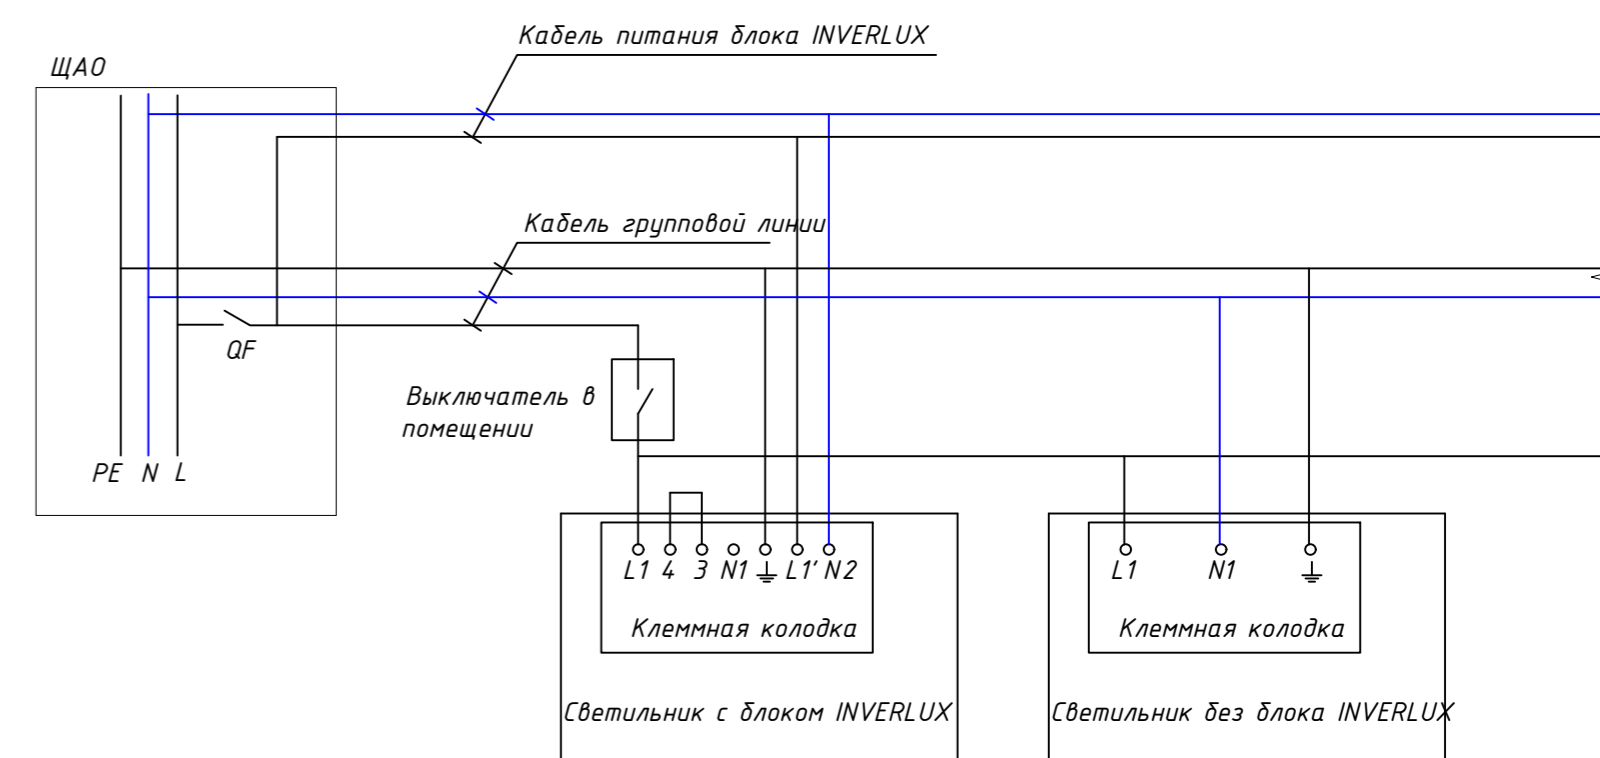 Кабель питания блока INVERLUX
ЩАО
Кабель групповой линии
QF
Выключатель в
помещении
PE N L
L1 4 3 N1 L1' N2
L1 N1
Клеммная колодка
Клеммная колодка
Светильник с блоком INVERLUX
Светильник без блока INVERLUX